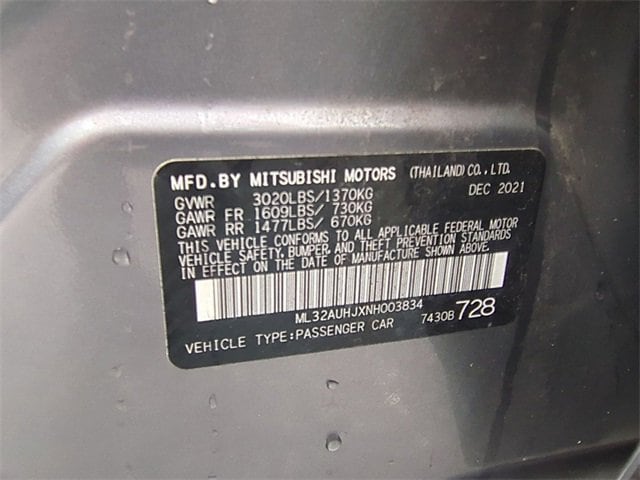 MFD.BY MITSUBISHI MOTORS (THAILAND) CO., LTD.
GVWR 3020LBS/1370KG DEC 2021
GAWR FR 1609LBS/ 730KG
GAWR RR 1477LBS/ 670KG
THIS VEHICLE CONFORMS TO ALL APPLICABLE FEDERAL MOTOR
VEHICLE SAFETY, BUMPER, AND THEFT PREVENTION STANDARDS
IN EFFECT ON THE DATE OF MANUFACTURE SHOWN ABOVE.
ML32AUHJXNH003834
VEHICLE TYPE:PASSENGER CAR 7430B 728